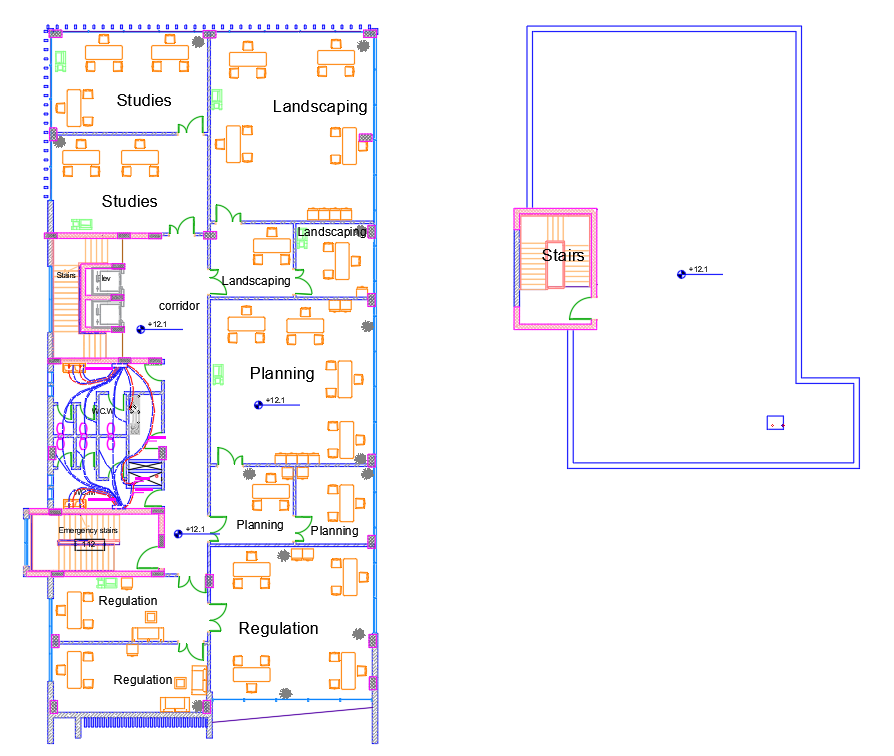 Studies
Landscaping
Studies
Landscaping
Stairs
lev
Landscaping
corridor
+12.1
Planning
+12.1
W.C.W
Emergency stairs
+12.1
Planning
Planning
Regulation
Regulation
Regulation
Stairs
+12.1